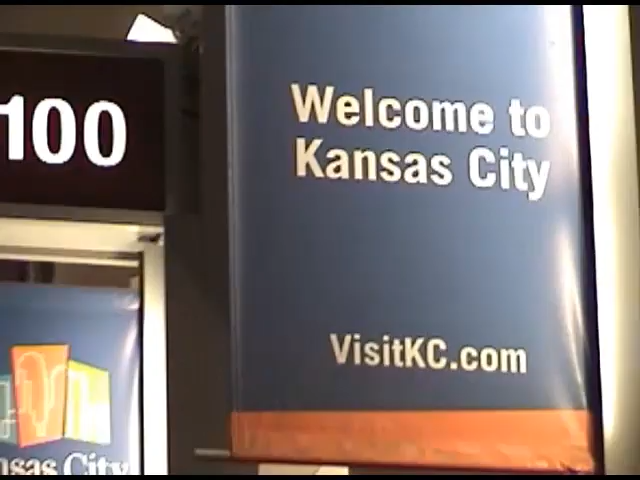 100
Welcome to
Kansas City
VisitKC.com
nsas City